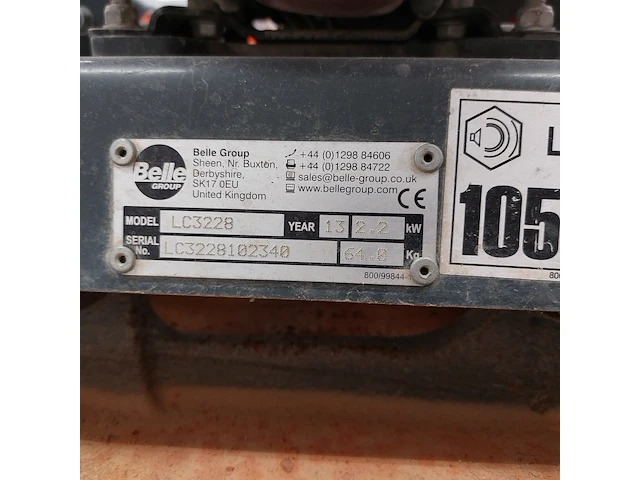 Belle
GROUP
Belle Group
Sheen, Nr. Buxton,
Derbyshire,
SK17 0EU
United Kingdom
+44 (0)1298 84606
+44 (0)1298 84722
sales@belle-group.co.uk
www.bellegroup.com
CE
MODEL LC3228 YEAR 13 2.2 kW
SERIAL No. LC3228102340 64.0 Kg
800/99844
L
105